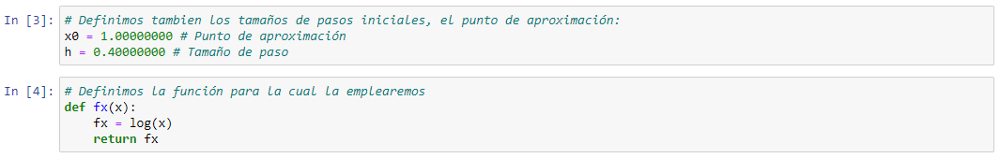 In [3]: # Definimos tambien los tamaños de pasos iniciales, el punto de aproximación:
x0 = 1.00000000 # Punto de aproximación
h = 0.40000000 # Tamaño de paso
In [4]: # Definimos la función para la cual la emplearemos
def fx(x):
    fx = log(x)
    return fx